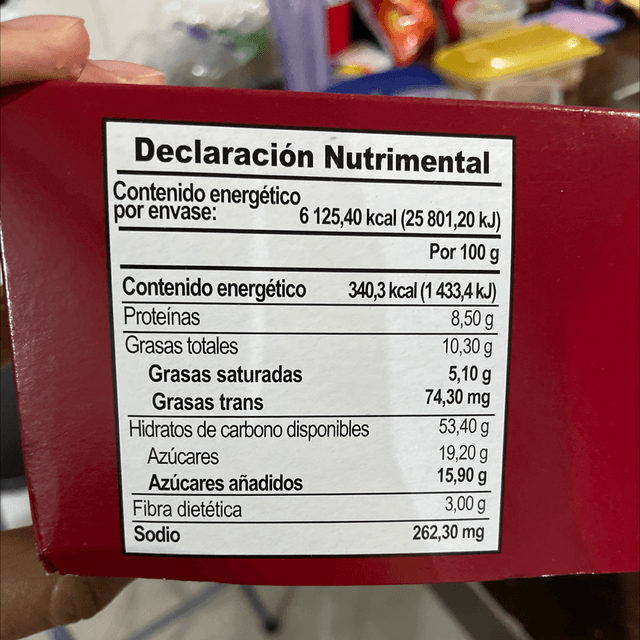 Declaración Nutrimental
Contenido energético
por envase: 6 125,40 kcal (25 801,20 kJ)
Por 100 g
Contenido energético 340,3 kcal (1 433,4 kJ)
Proteínas 8,50 g
Grasas totales 10,30 g
Grasas saturadas 5,10 g
Grasas trans 74,30 mg
Hidratos de carbono disponibles 53,40 g
Azúcares 19,20 g
Azúcares añadidos 15,90 g
Fibra dietética 3,00 g
Sodio 262,30 mg